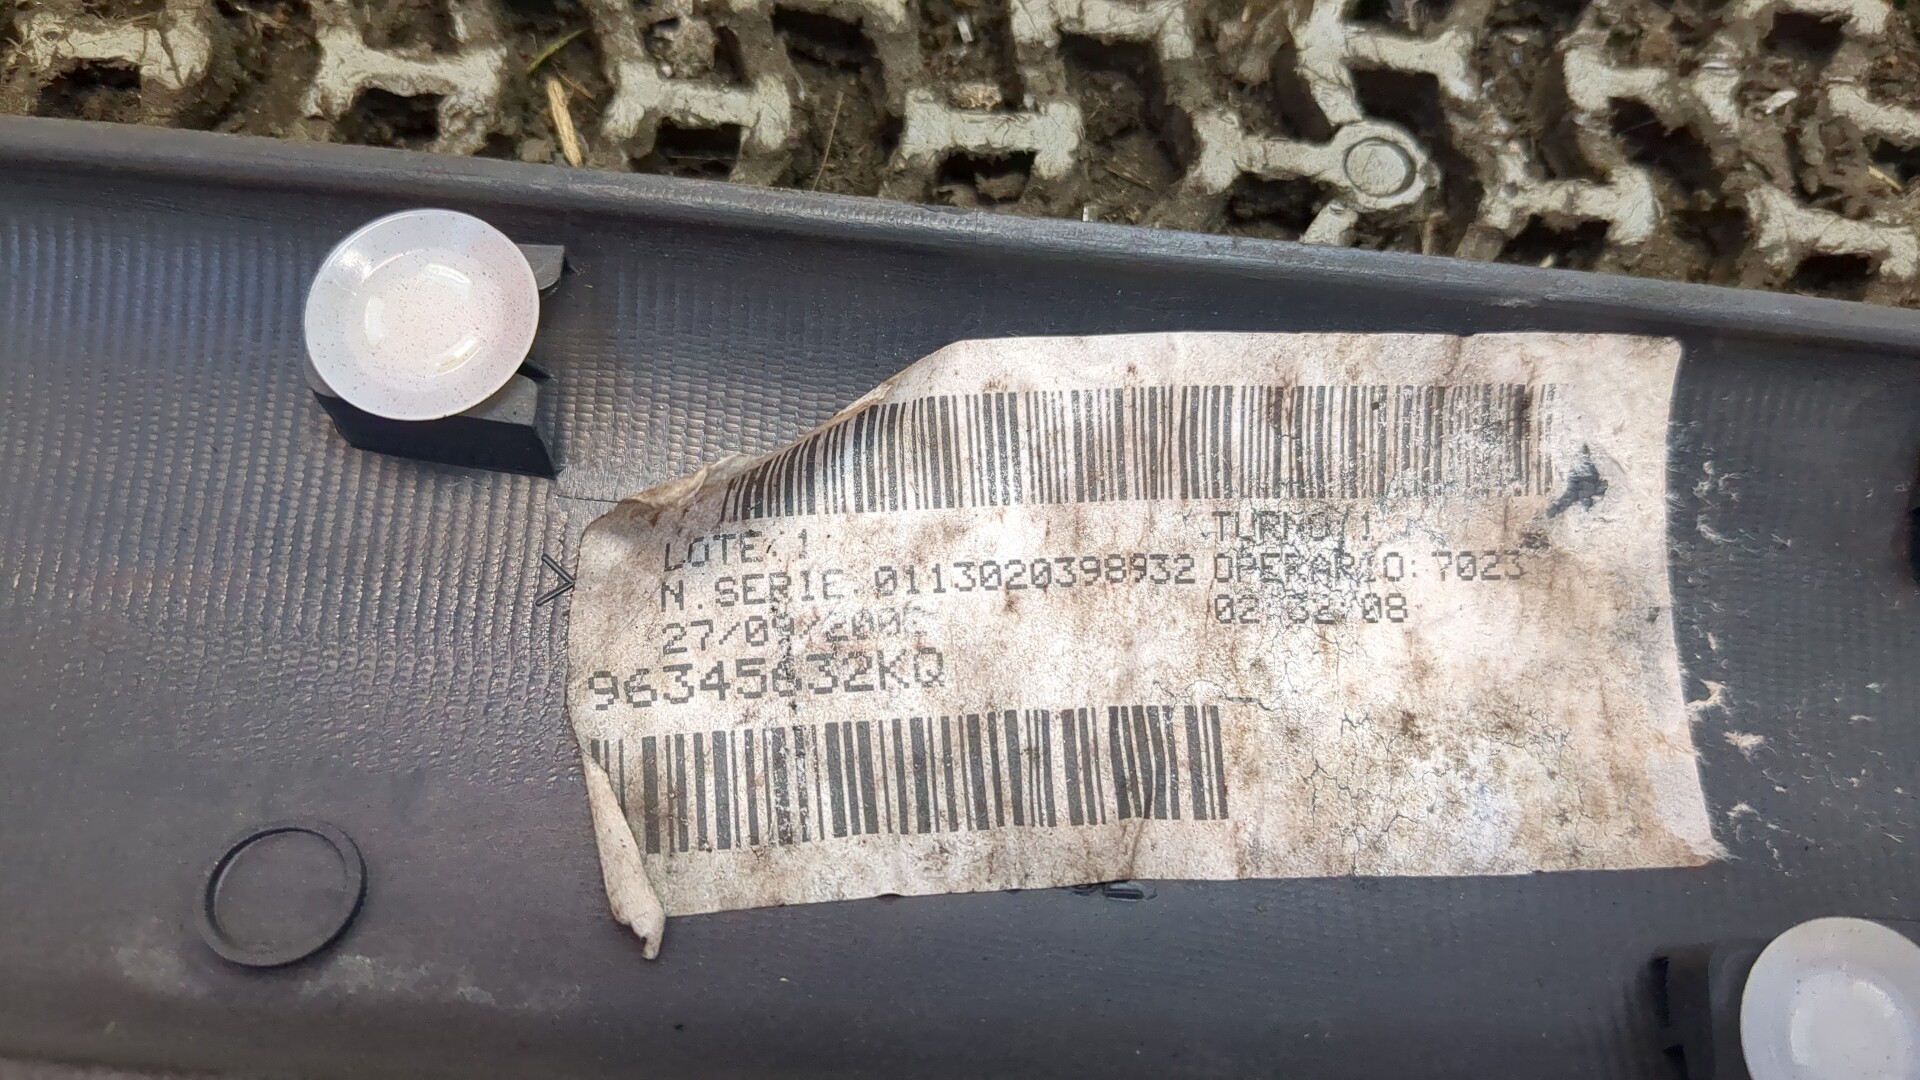 LOTE: 1 TURNO: 1
N.SERIE.0113020398932 OPERARIO:7023
02:32:08
96345632KQ